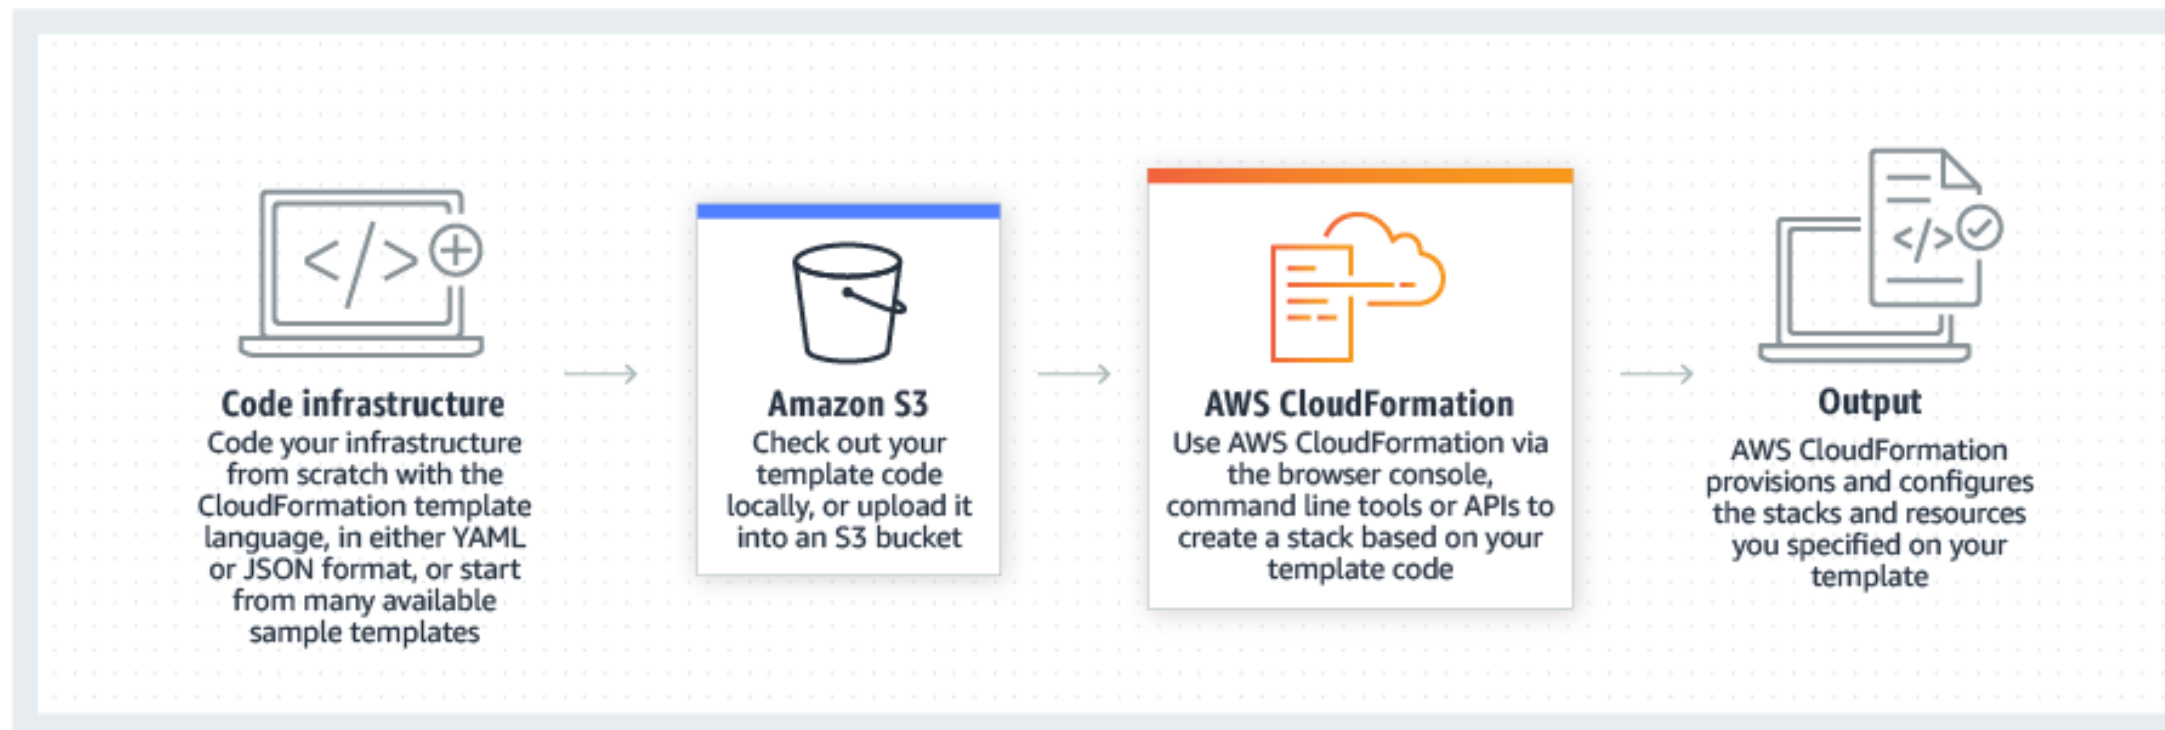 Code infrastructure
Code your infrastructure
from scratch with the
CloudFormation template
language, in either YAML
or JSON format, or start
from many available
sample templates
Amazon S3
Check out your
template code
locally, or upload it
into an S3 bucket
AWS CloudFormation
Use AWS CloudFormation via
the browser console,
command line tools or APIs to
create a stack based on your
template code
Output
AWS CloudFormation
provisions and configures
the stacks and resources
you specified on your
template